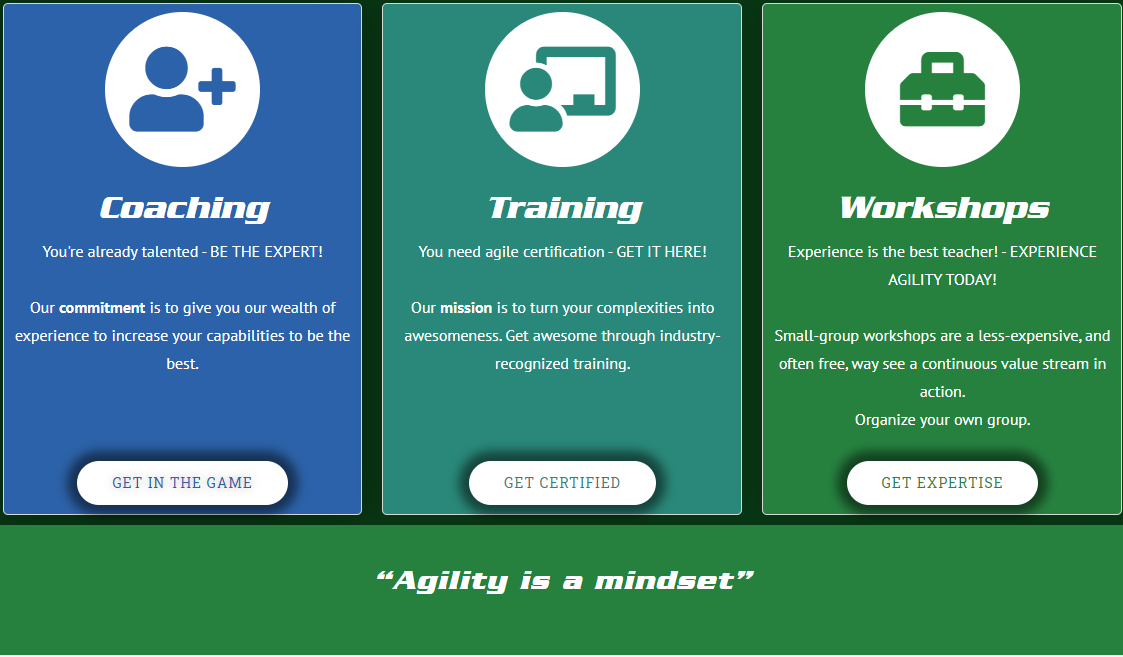 Coaching
You're already talented - BE THE EXPERT!
Our commitment is to give you our wealth of
experience to increase your capabilities to be the
best.
GET IN THE GAME
Training
You need agile certification - GET IT HERE!
Our mission is to turn your complexities into
awesomeness. Get awesome through industry-
recognized training.
GET CERTIFIED
Workshops
Experience is the best teacher! - EXPERIENCE
AGILITY TODAY!
Small-group workshops are a less-expensive, and
often free, way see a continuous value stream in
action.
Organize your own group.
GET EXPERTISE
“Agility is a mindset”